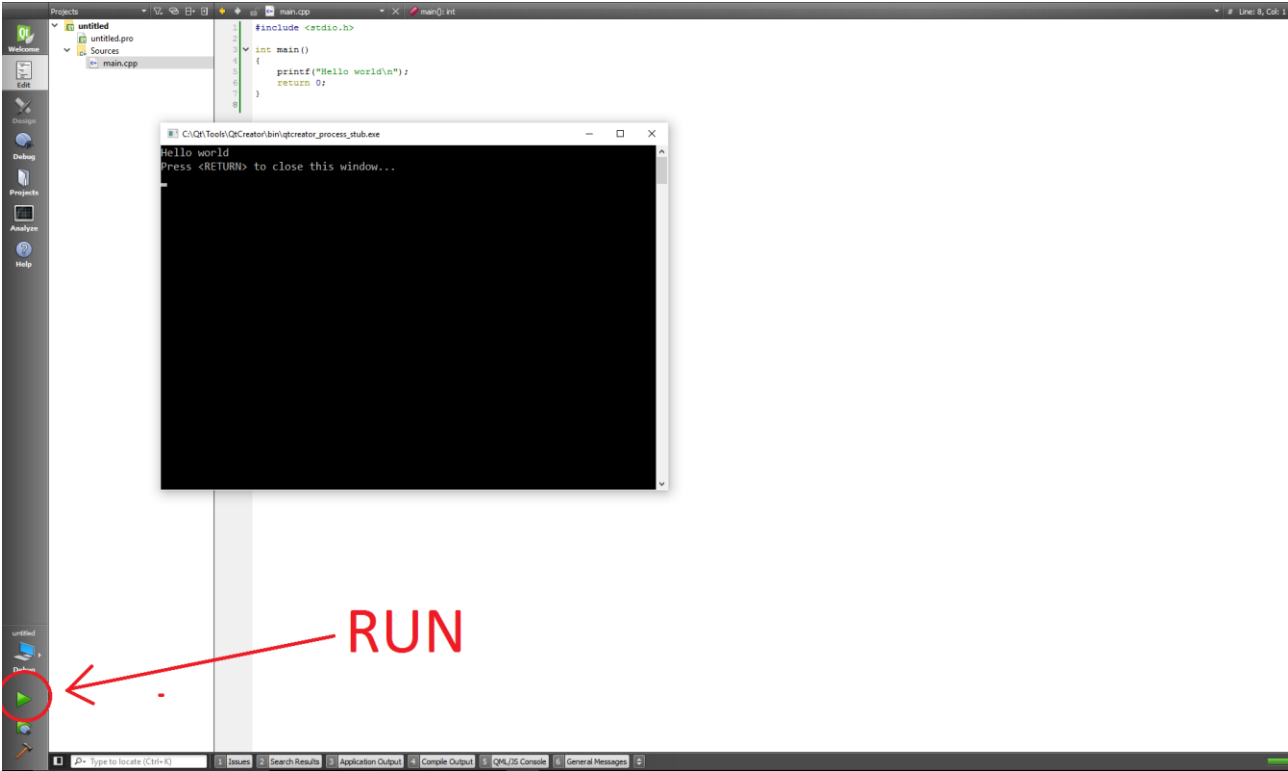 Projects
main.cpp
main(): int
# Line: 8, Col: 1
Welcome
Edit
Design
Debug
Projects
Analyze
Help
untitled
untitled.pro
Sources
main.cpp
1 #include <stdio.h>
2
3 int main()
4 {
5 printf("Hello world\n");
6 return 0;
7 }
8
C:\Qt\Tools\QtCreator\bin\qtcreator_process_stub.exe
Hello world
Press <RETURN> to close this window...
RUN
untitled
Debug
Type to locate (Ctrl+K)
1 Issues
2 Search Results
3 Application Output
4 Compile Output
5 QML/JS Console
6 General Messages